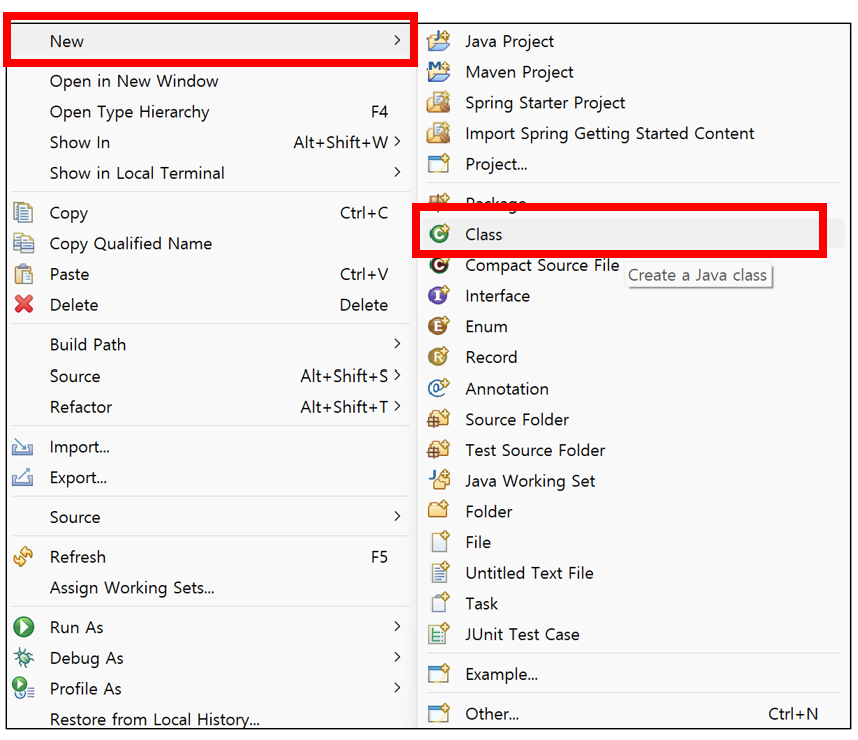 New
Open in New Window
Open Type Hierarchy F4
Show In Alt+Shift+W
Show in Local Terminal
Copy Ctrl+C
Copy Qualified Name
Paste Ctrl+V
Delete Delete
Build Path
Source Alt+Shift+S
Refactor Alt+Shift+T
Import...
Export...
Source
Refresh F5
Assign Working Sets...
Run As
Debug As
Profile As
Restore from Local History...
Java Project
Maven Project
Spring Starter Project
Import Spring Getting Started Content
Project...
Package
Class
Compact Source File
Create a Java class
Interface
Enum
Record
Annotation
Source Folder
Test Source Folder
Java Working Set
Folder
File
Untitled Text File
Task
JUnit Test Case
Example...
Other... Ctrl+N